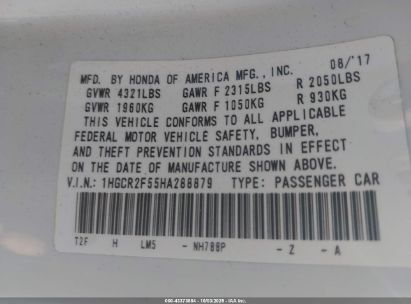 08/'17
MFD. BY HONDA OF AMERICA MFG., INC.
GVWR 4321LBS GAWR F 2315LBS R 2050LBS
GVWR 1960KG GAWR F 1050KG R 930KG
THIS VEHICLE CONFORMS TO ALL APPLICABLE
FEDERAL MOTOR VEHICLE SAFETY, BUMPER,
AND THEFT PREVENTION STANDARDS IN EFFECT
ON THE DATE OF MANUFACTURE SHOWN ABOVE.
V.I.N.: 1HGCR2F55HA288879 TYPE: PASSENGER CAR
T2F H LM5 - NH788P - Z - A